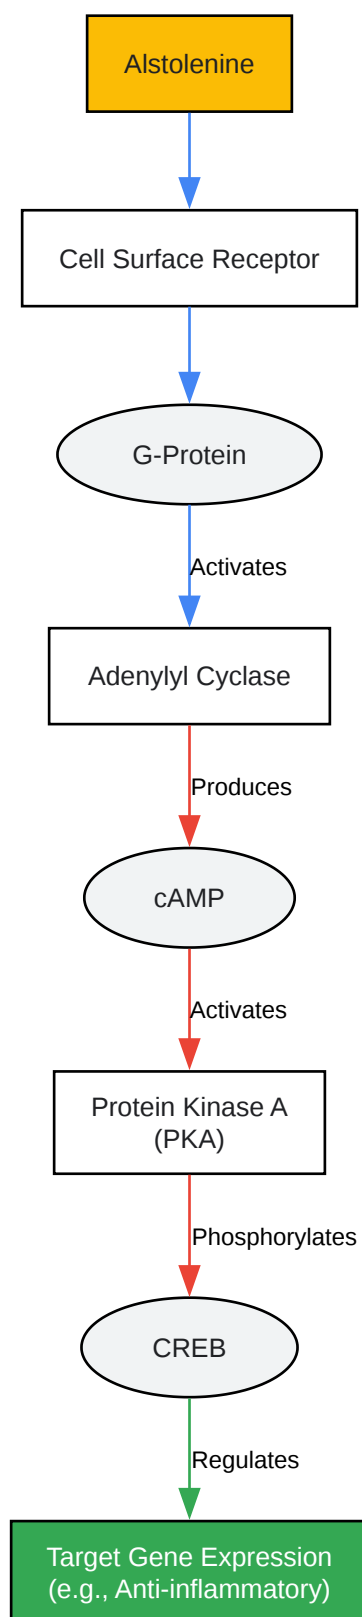 Alstolenine
Cell Surface Receptor
G-Protein
Activates
Adenylyl Cyclase
Produces
cAMP
Activates
Protein Kinase A
(PKA)
Phosphorylates
CREB
Regulates
Target Gene Expression
(e.g., Anti-inflammatory)